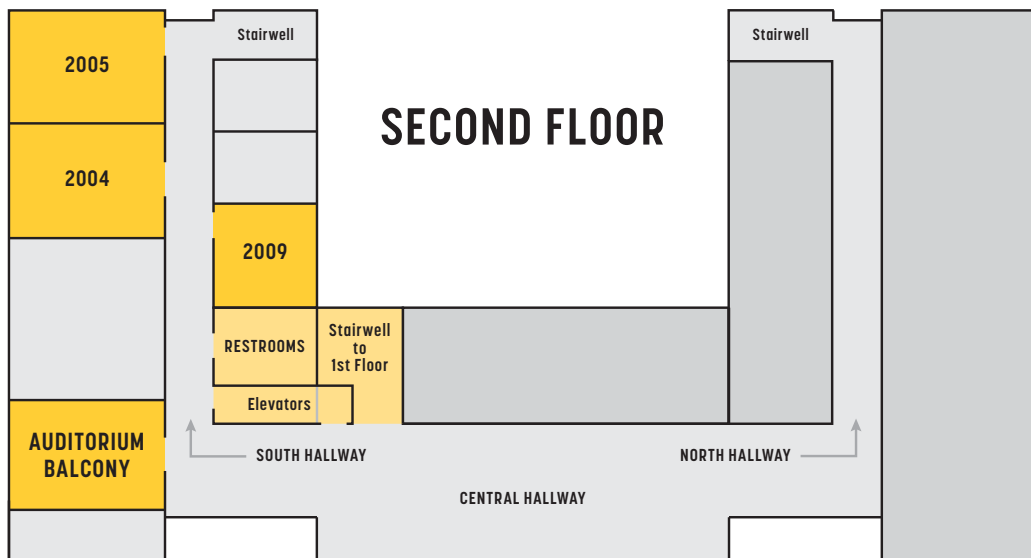 Stairwell
Stairwell
2005
SECOND FLOOR
2004
2009
RESTROOMS
Stairwell
to
1st Floor
Elevators
AUDITORIUM
BALCONY
SOUTH HALLWAY
NORTH HALLWAY
CENTRAL HALLWAY